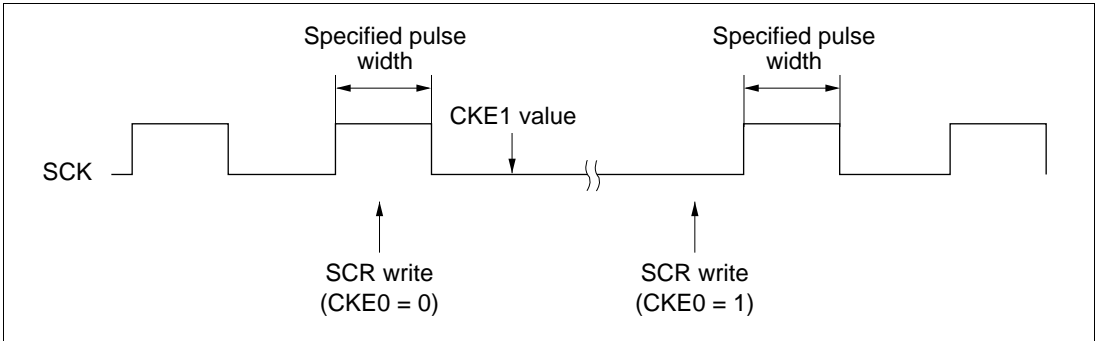 Specified pulse
width
Specified pulse
width
CKE1 value
SCK
SCR write
(CKE0 = 0)
SCR write
(CKE0 = 1)